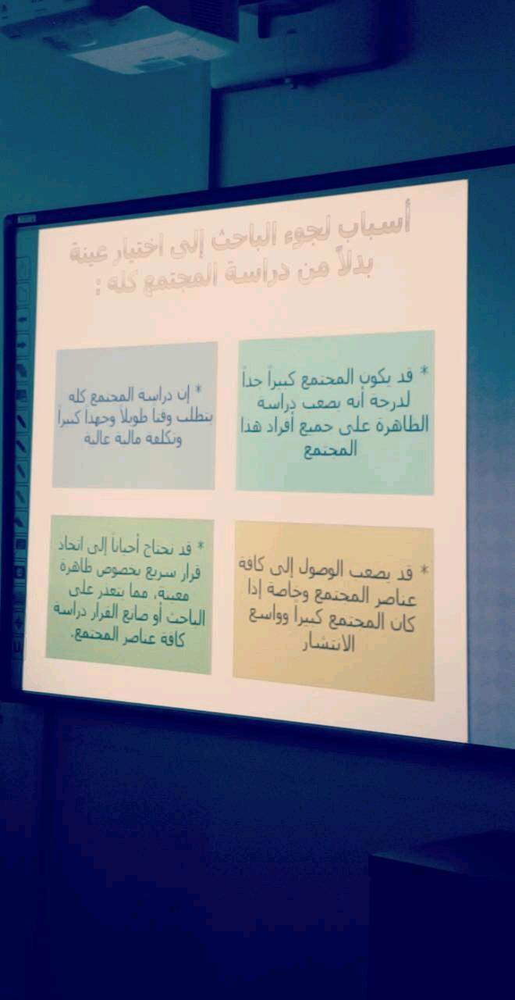 أسباب لجوء الباحث إلى اختيار عينة
بدلاً من دراسة المجتمع كله :
* قد يكون المجتمع كبيراً جداً
لدرجة أنه يصعب دراسة
الظاهرة على جميع أفراد هذا
المجتمع
* إن دراسة المجتمع كله
يتطلب وقتا طويلاً وجهدا كبيراً
وتكلفة مالية عالية
* قد يصعب الوصول إلى كافة
عناصر المجتمع وخاصة إذا
كان المجتمع كبيراً وواسع
الانتشار
* قد نحتاج أحياناً إلى اتخاذ
قرار سريع بخصوص ظاهرة
معينة، مما يتعذر على
الباحث أو صانع القرار دراسة
كافة عناصر المجتمع.